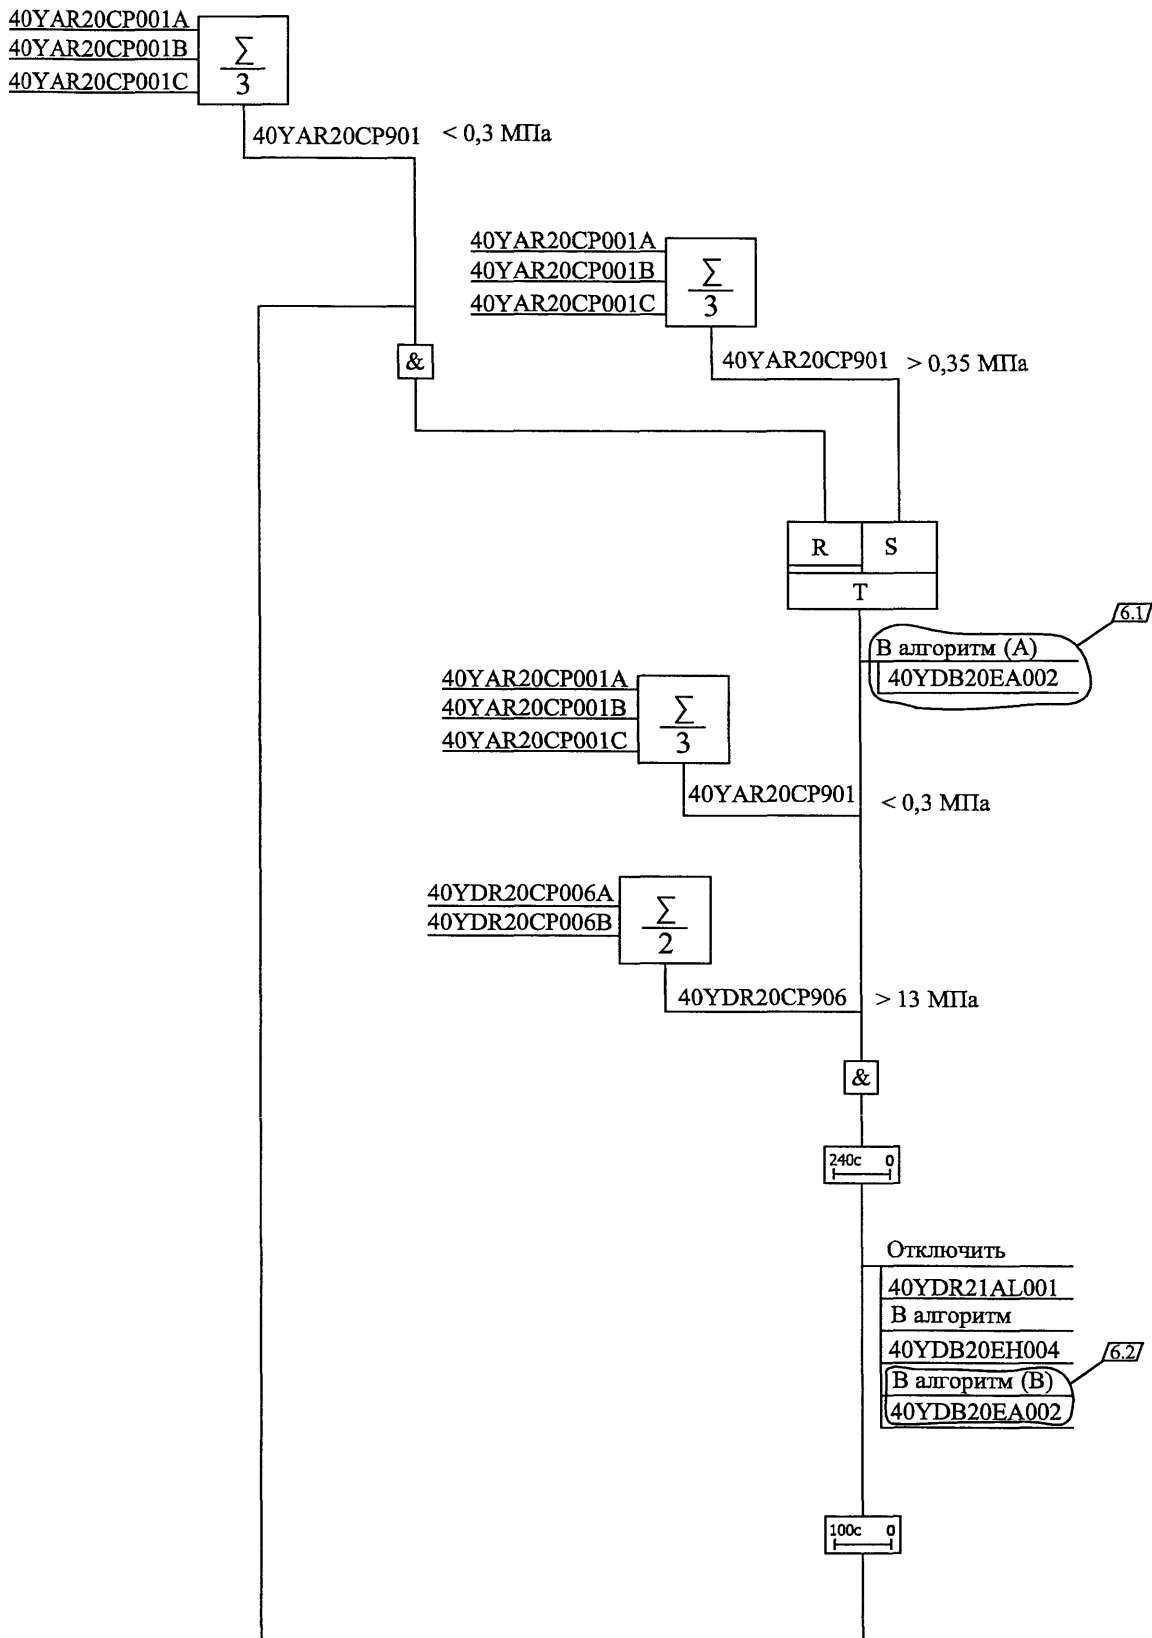 40YAR20CP001A
40YAR20CP001B
40YAR20CP001C
Σ
3
40YAR20CP901 < 0,3 МПа
40YAR20CP001A
40YAR20CP001B
40YAR20CP001C
Σ
3
40YAR20CP901 > 0,35 МПа
&
R S
T
6.1
В алгоритм (А)
40YDB20EA002
40YAR20CP001A
40YAR20CP001B
40YAR20CP001C
Σ
3
40YAR20CP901 < 0,3 МПа
40YDR20CP006A
40YDR20CP006B
Σ
2
40YDR20CP906 > 13 МПа
&
240с 0
Отключить
40YDR21AL001
В алгоритм
40YDB20EH004
6.2
В алгоритм (В)
40YDB20EA002
100с 0